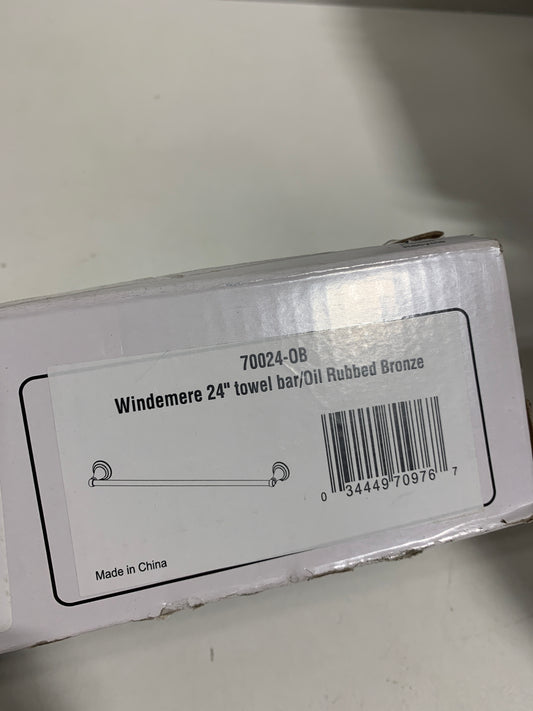 70024-OB
Windemere 24" towel bar/Oil Rubbed Bronze
0 34449 70976 7
Made in China